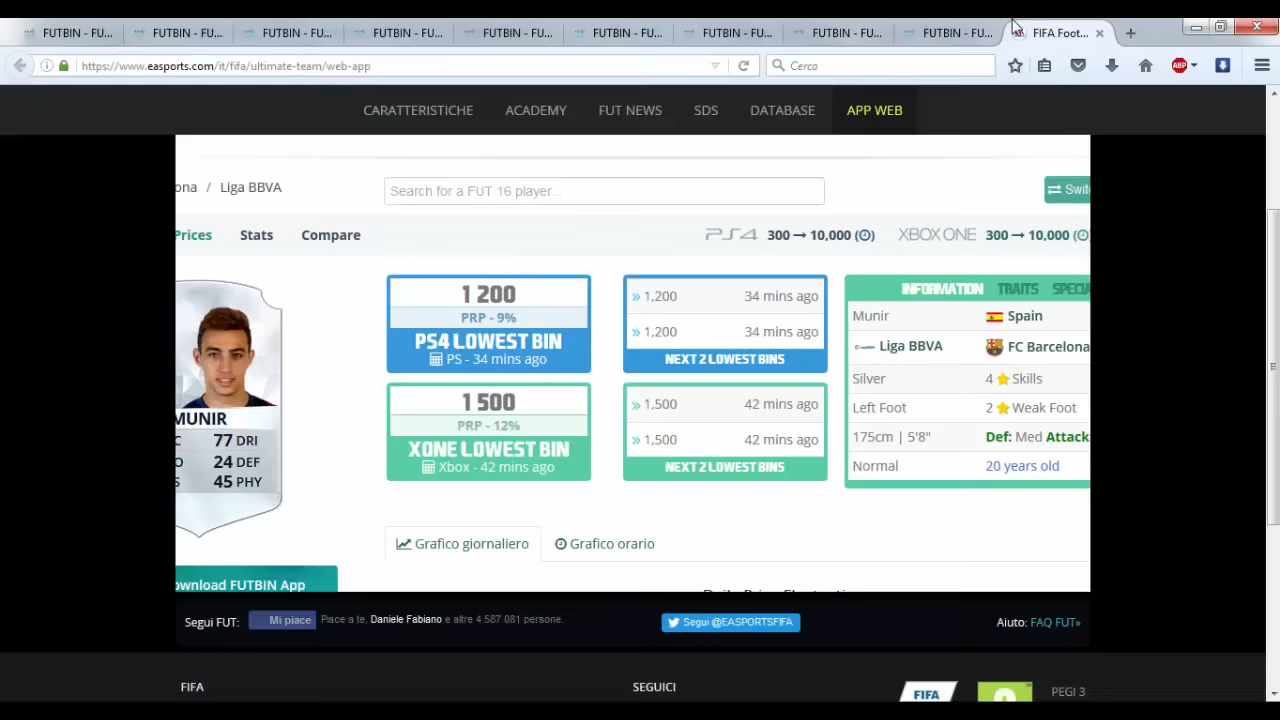 FUTBIN - FU... FUTBIN - FU... FUTBIN - FU... FUTBIN - FU... FUTBIN - FU... FUTBIN - FU... FUTBIN - FU... FUTBIN - FU... FUTBIN - FU... FIFA Foot...
https://www.easports.com/it/fifa/ultimate-team/web-app
Cerca
ABP
CARATTERISTICHE ACADEMY FUT NEWS SDS DATABASE APP WEB
ona / Liga BBVA
Search for a FUT 16 player...
Swit
Prices Stats Compare
PS4 300 → 10,000
XBOX ONE 300 → 10,000
MUNIR
77 DRI
24 DEF
45 PHY
1 200
PRP - 9%
PS4 LOWEST BIN
PS - 34 mins ago
» 1,200 34 mins ago
» 1,200 34 mins ago
NEXT 2 LOWEST BINS
1 500
PRP - 12%
XONE LOWEST BIN
Xbox - 42 mins ago
» 1,500 42 mins ago
» 1,500 42 mins ago
NEXT 2 LOWEST BINS
INFORMATION TRAITS SPECIA
Munir Spain
Liga BBVA FC Barcelona
Silver 4 Skills
Left Foot 2 Weak Foot
175cm | 5'8" Def: Med Attack
Normal 20 years old
Grafico giornaliero Grafico orario
ownload FUTBIN App
Segui FUT: Mi piace Piace a te, Daniele Fabiano e altre 4.587.081 persone.
Segui @EASPORTSFIFA
Aiuto: FAQ FUT»
FIFA SEGUICI
FIFA
PEGI 3